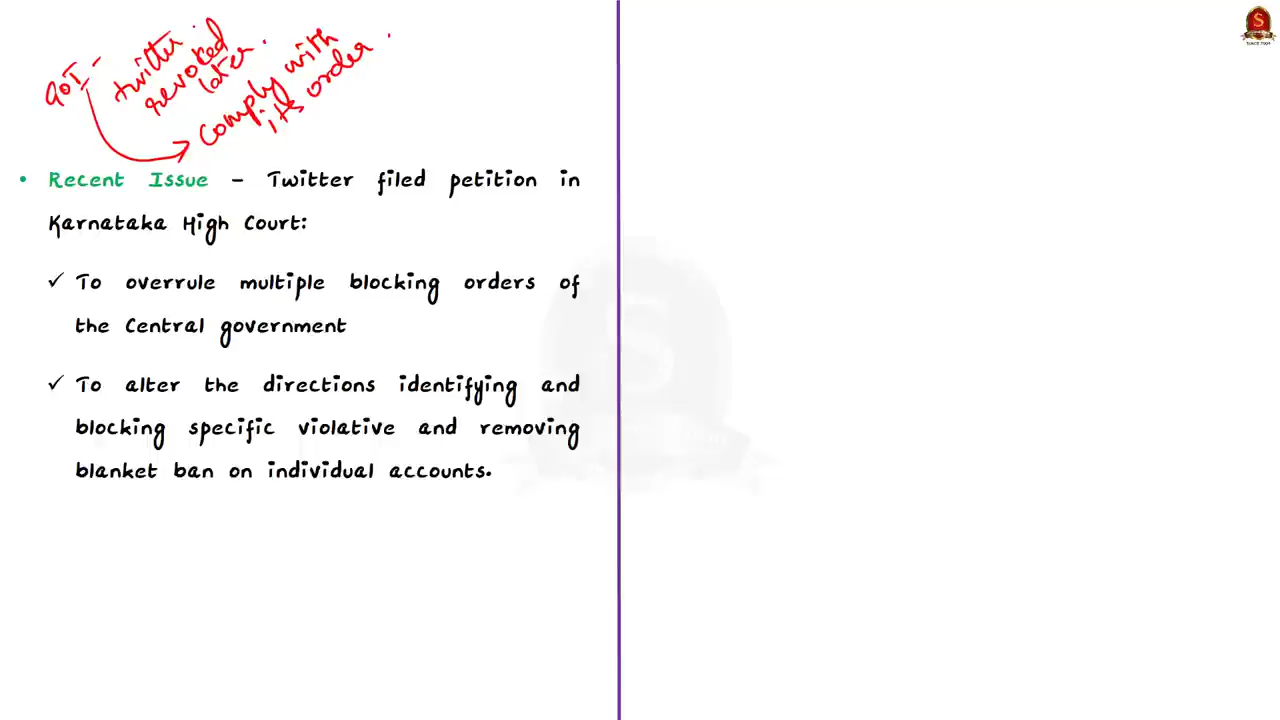 GOI -
twitter
revoked
later.
comply with
its order.
• Recent Issue – Twitter filed petition in
Karnataka High Court:
✓ To overrule multiple blocking orders of
the Central government
✓ To alter the directions identifying and
blocking specific violative and removing
blanket ban on individual accounts.
S
SINCE 2004
S